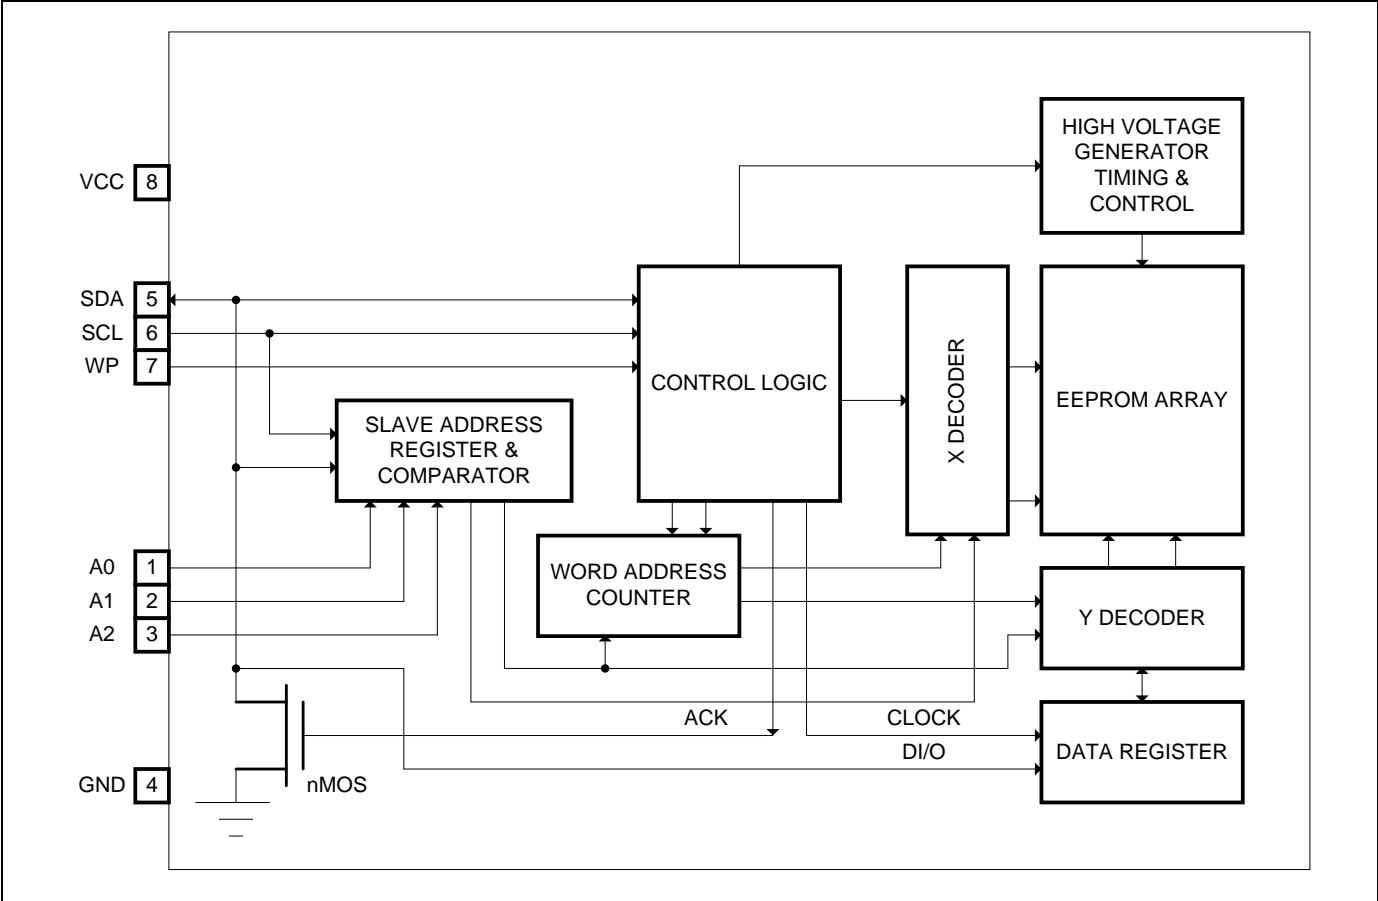 HIGH VOLTAGE
GENERATOR
TIMING &
CONTROL
VCC 8
SDA 5
SCL 6
WP 7
CONTROL LOGIC
X DECODER
EEPROM ARRAY
SLAVE ADDRESS
REGISTER &
COMPARATOR
A0 1
A1 2
A2 3
WORD ADDRESS
COUNTER
Y DECODER
ACK
CLOCK
DI/O
DATA REGISTER
GND 4
nMOS